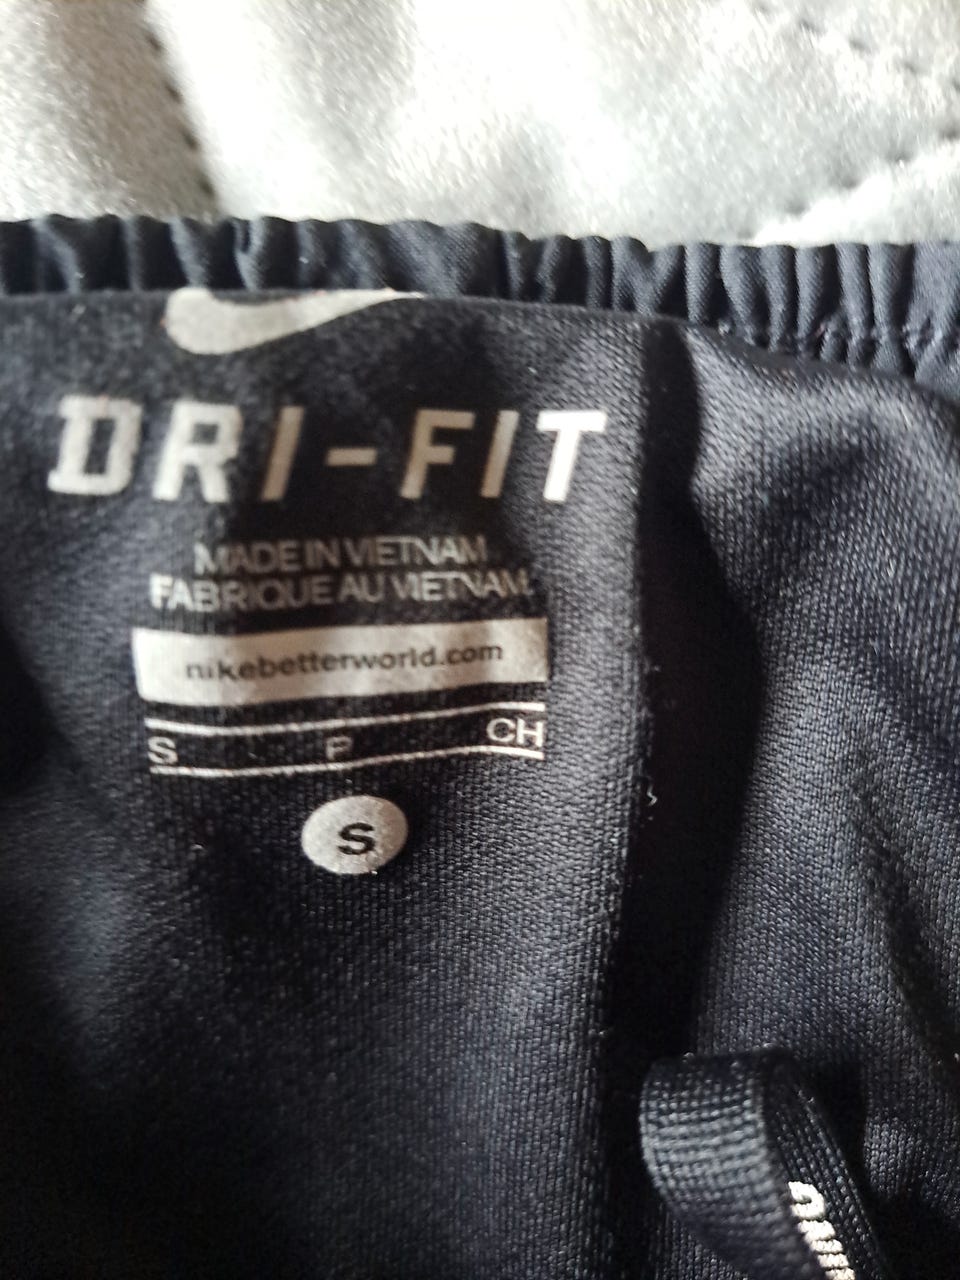 DRI-FIT
MADE IN VIETNAM
FABRIQUE AU VIETNAM
nikebetterworld.com
S P CH
S